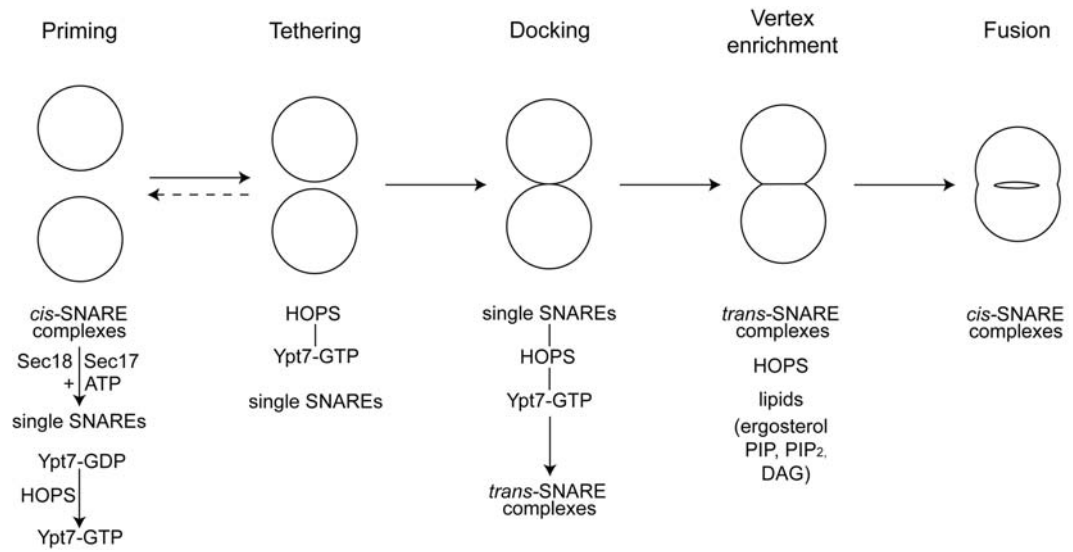 Priming
Tethering
Docking
Vertex
enrichment
Fusion
cis-SNARE
complexes
Sec18 Sec17
+ ATP
single SNAREs
Ypt7-GDP
HOPS
Ypt7-GTP
HOPS
Ypt7-GTP
single SNAREs
single SNAREs
HOPS
Ypt7-GTP
trans-SNARE
complexes
trans-SNARE
complexes
HOPS
lipids
(ergosterol
PIP, PIP2,
DAG)
cis-SNARE
complexes